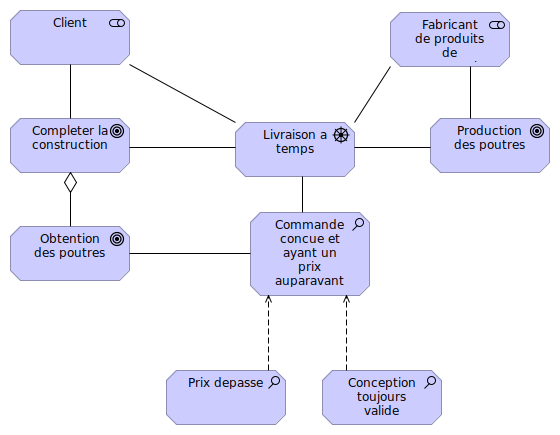 Client
Fabricant
de produits
de
Completer la
construction
Livraison a
temps
Production
des poutres
Obtention
des poutres
Commande
concue et
ayant un
prix
auparavant
Prix depasse
Conception
toujours
valide